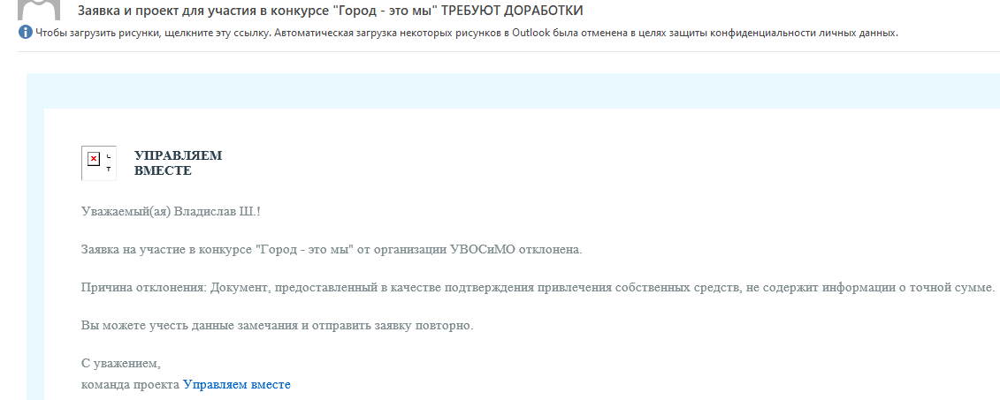 Заявка и проект для участия в конкурсе "Город - это мы" ТРЕБУЮТ ДОРАБОТКИ
Чтобы загрузить рисунки, щелкните эту ссылку. Автоматическая загрузка некоторых рисунков в Outlook была отменена в целях защиты конфиденциальности личных данных.
УПРАВЛЯЕМ
ВМЕСТЕ
Уважаемый(ая) Владислав Ш.!
Заявка на участие в конкурсе "Город - это мы" от организации УВОСиМО отклонена.
Причина отклонения: Документ, предоставленный в качестве подтверждения привлечения собственных средств, не содержит информации о точной сумме.
Вы можете учесть данные замечания и отправить заявку повторно.
С уважением,
команда проекта Управляем вместе